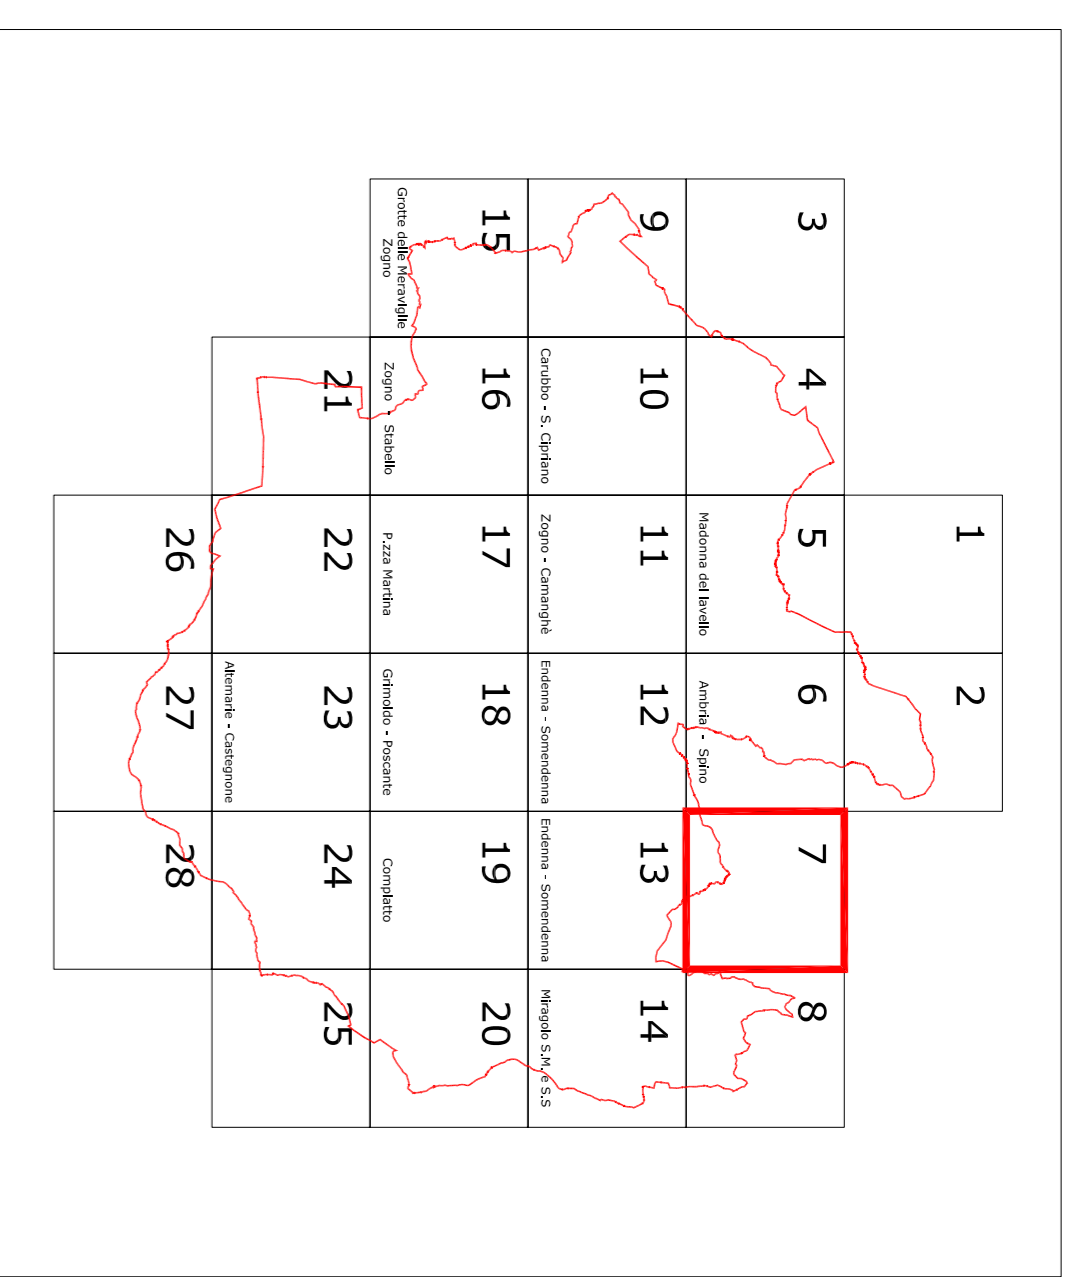 1
2
3
4
5
Madonna del lavello
6
Ambria - Spino
7
8
9
10
Carubbo - S. Cipriano
11
Zogno - Camanghè
12
Endenna - Somendenna
13
Endenna - Somendenna
14
Miragolo S.M. e S.S
15
Grotte delle Meraviglie
Zogno
16
Zogno - Stabello
17
P.zza Martina
18
Grimoldo - Poscante
19
Complatto
20
21
22
23
Altemarie - Castegnone
24
25
26
27
28